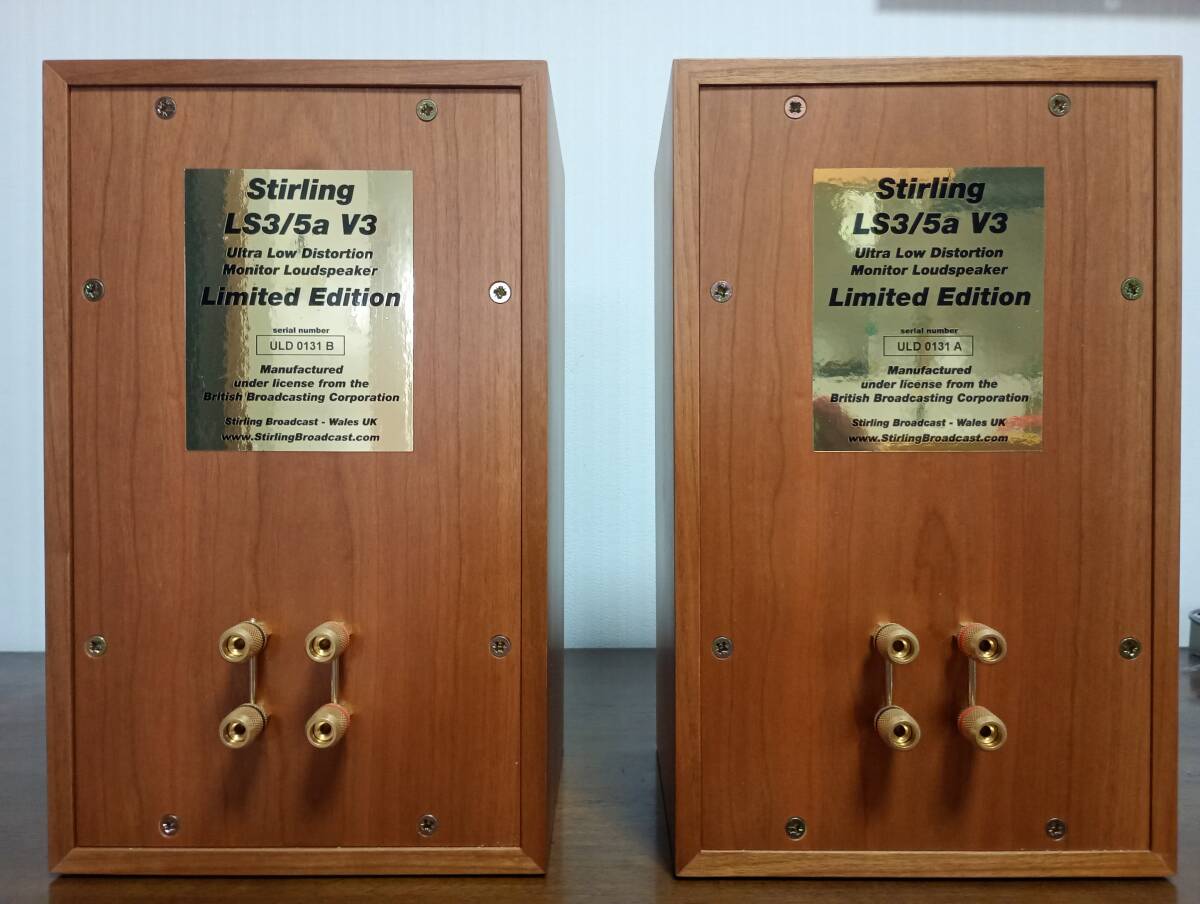 Stirling
LS3/5a V3
Ultra Low Distortion
Monitor Loudspeaker
Limited Edition
serial number
ULD 0131 B
Manufactured
under license from the
British Broadcasting Corporation
Stirling Broadcast - Wales UK
www.StirlingBroadcast.com
Stirling
LS3/5a V3
Ultra Low Distortion
Monitor Loudspeaker
Limited Edition
serial number
ULD 0131 A
Manufactured
under license from the
British Broadcasting Corporation
Stirling Broadcast - Wales UK
www.StirlingBroadcast.com